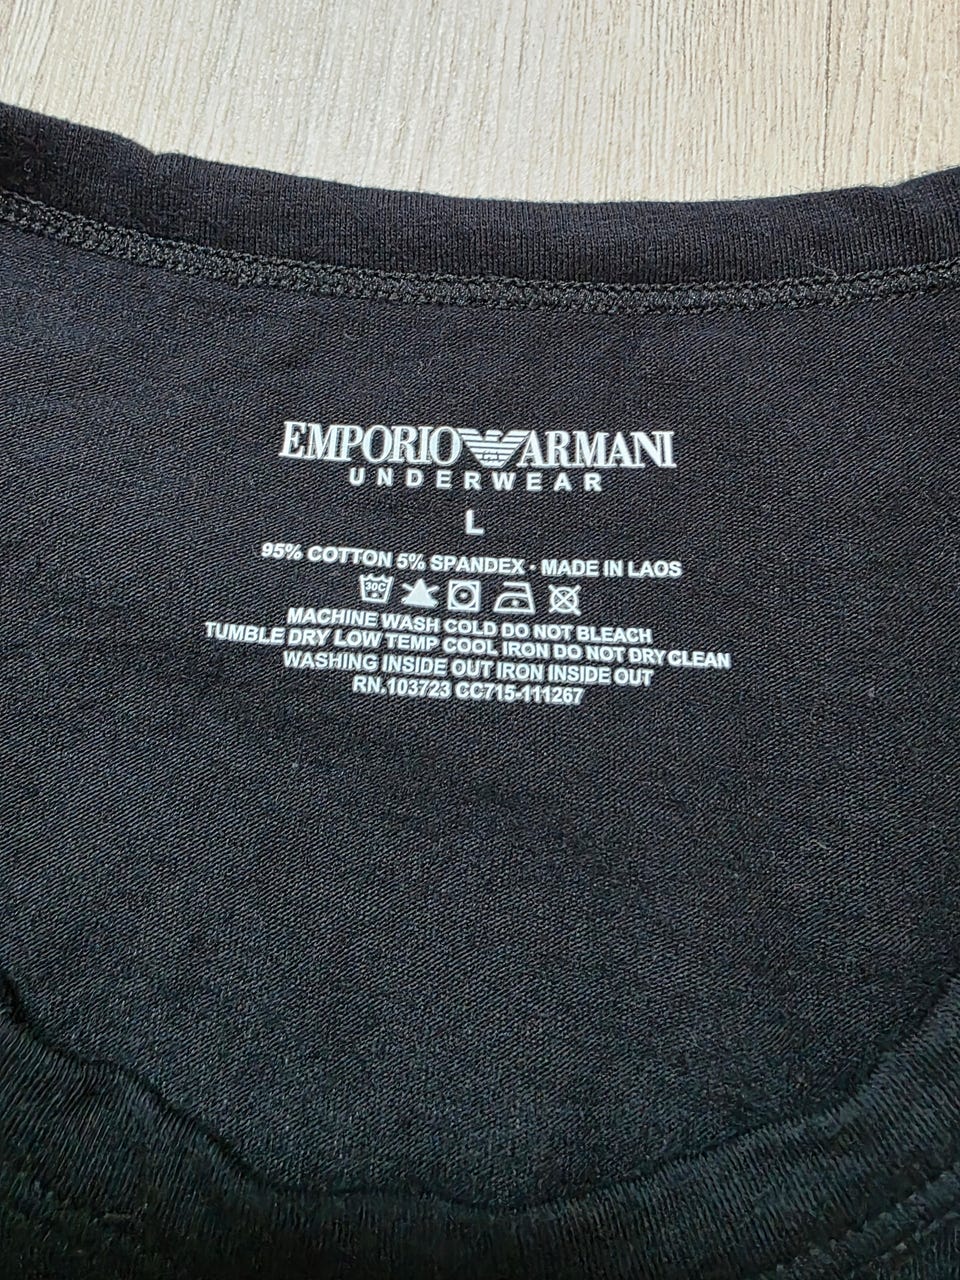 EMPORIO ARMANI
UNDERWEAR
L
95% COTTON 5% SPANDEX · MADE IN LAOS
30C
MACHINE WASH COLD DO NOT BLEACH
TUMBLE DRY LOW TEMP COOL IRON DO NOT DRY CLEAN
WASHING INSIDE OUT IRON INSIDE OUT
RN.103723 CC715-111267